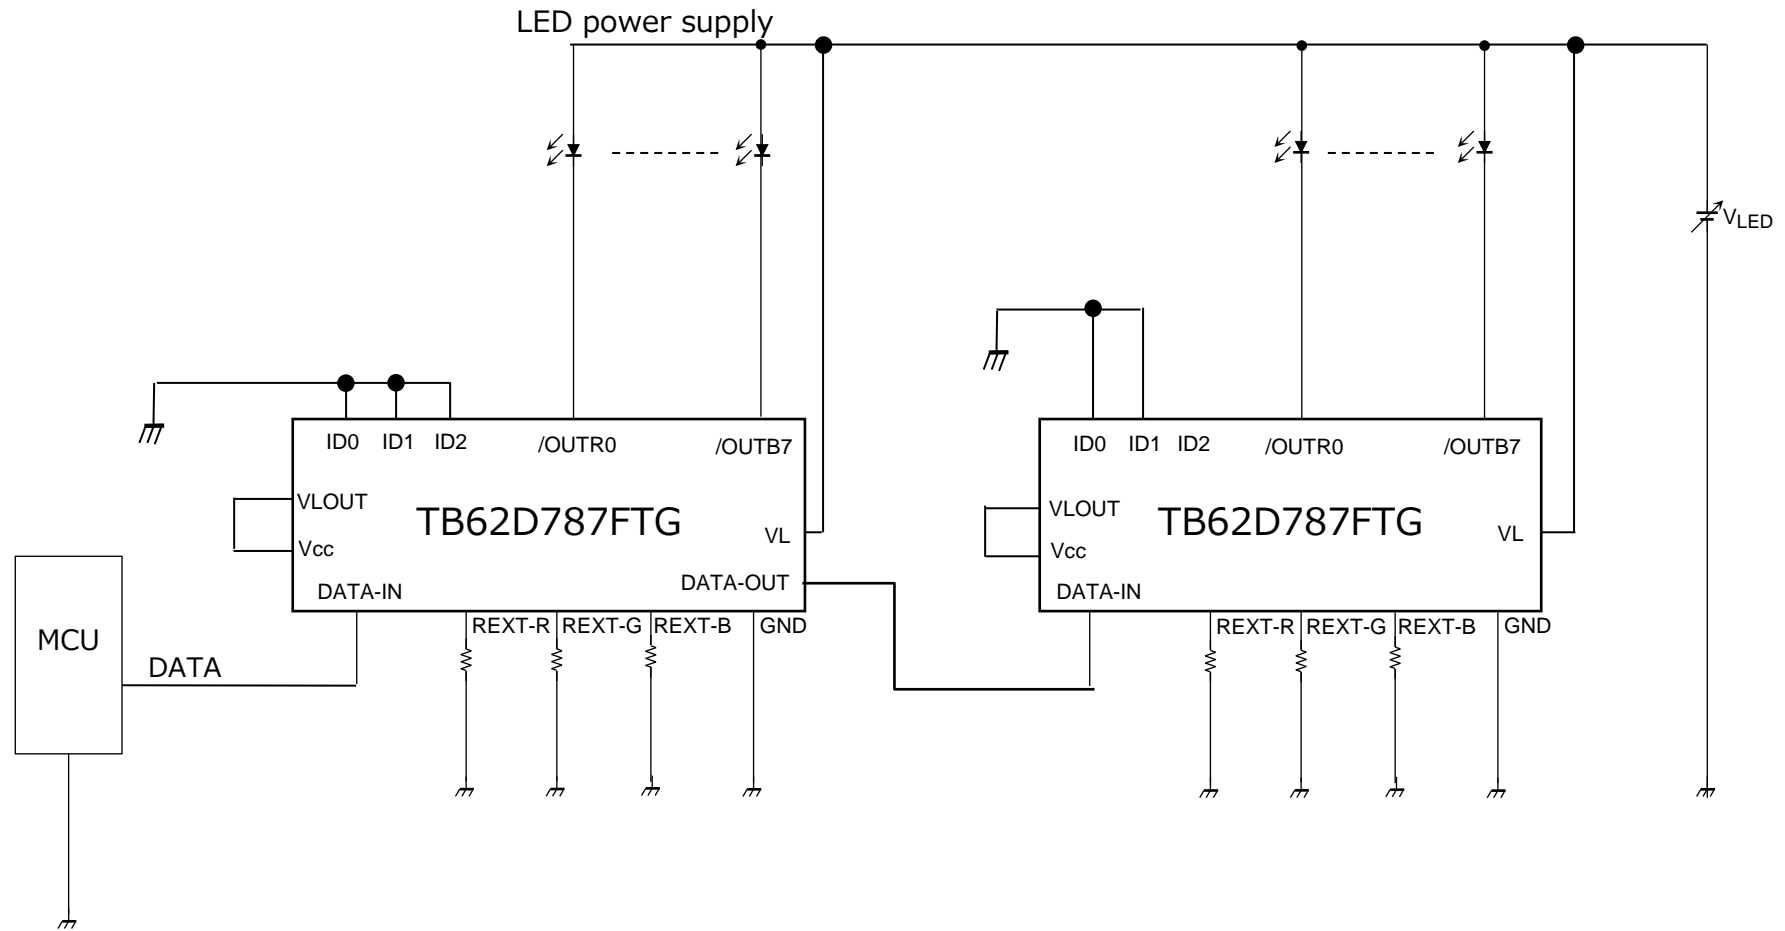 LED power supply
VLED
ID0 ID1 ID2 /OUTR0 /OUTB7
VLOUT
TB62D787FTG
VL
Vcc
DATA-OUT
DATA-IN
REXT-R REXT-G REXT-B GND
ID0 ID1 ID2 /OUTR0 /OUTB7
VLOUT
TB62D787FTG
VL
Vcc
DATA-IN
REXT-R REXT-G REXT-B GND
MCU
DATA